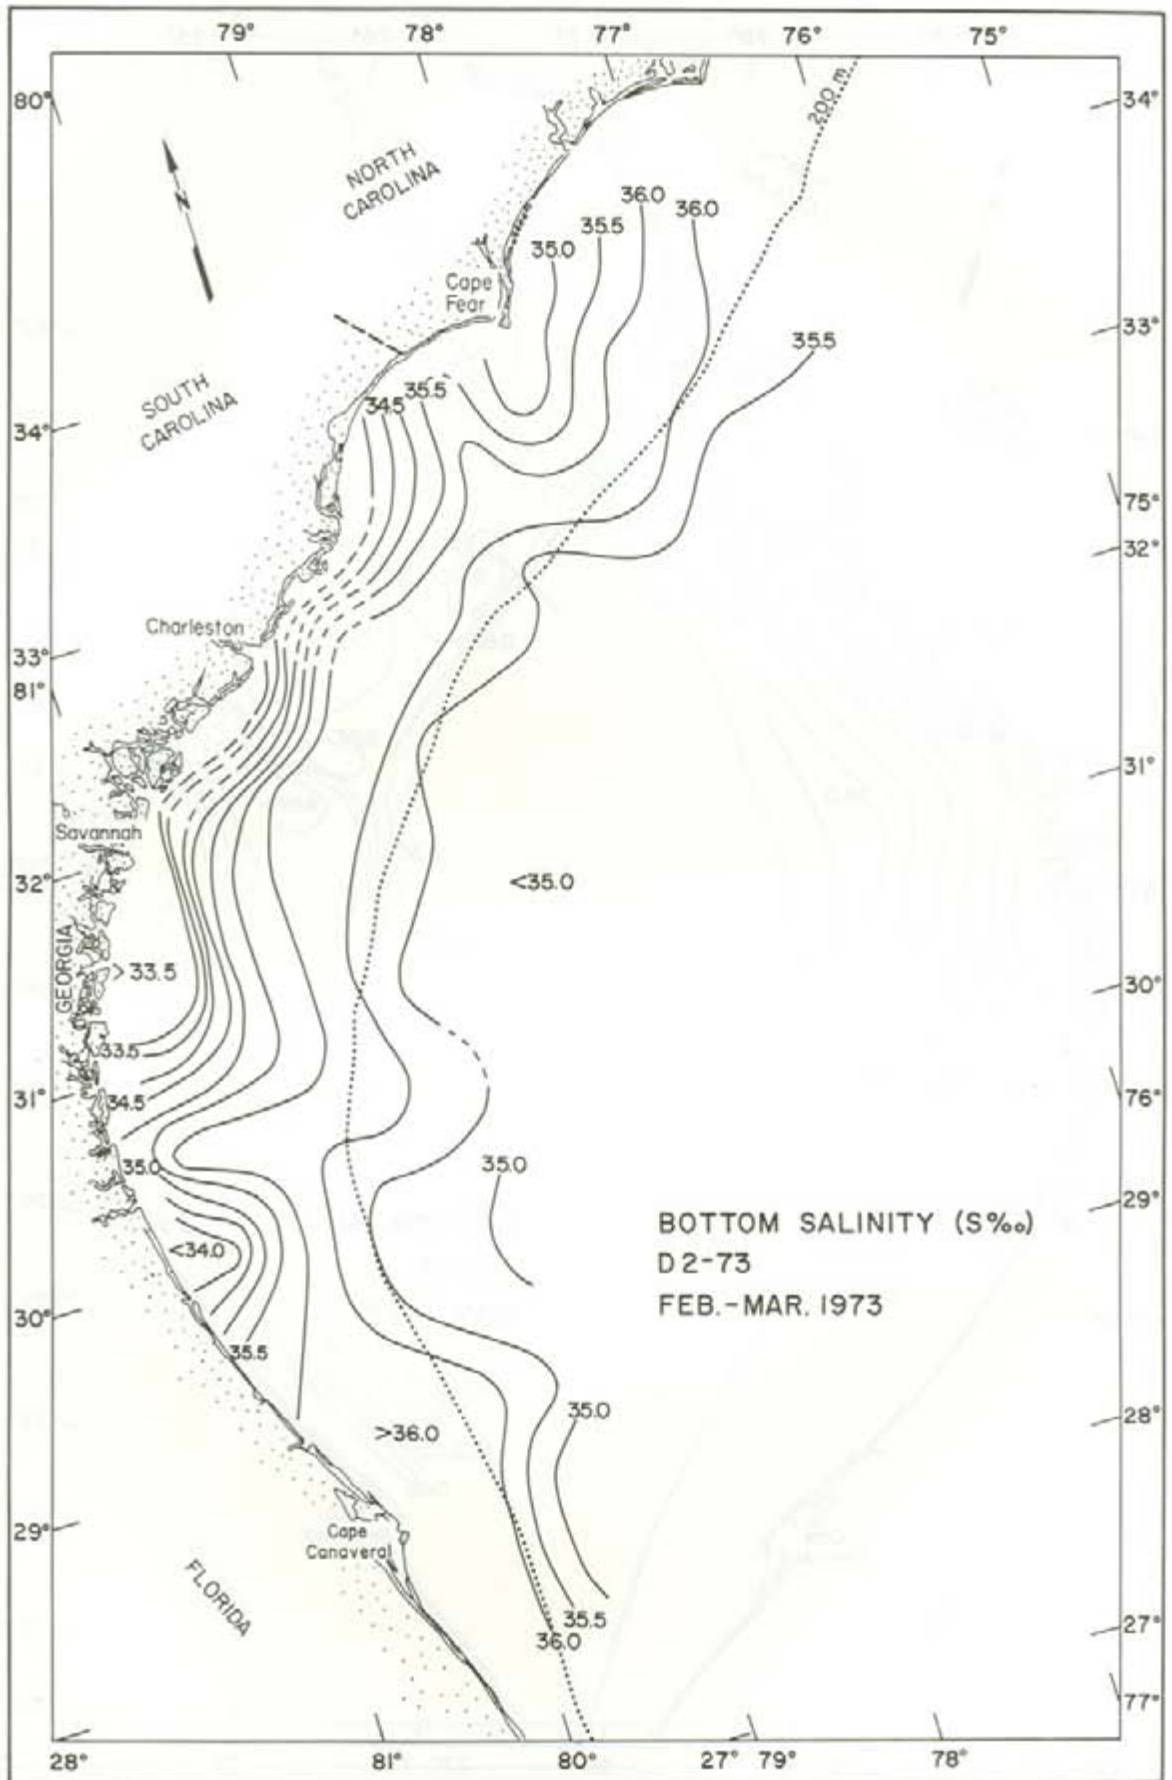 79° 78° 77° 76° 75°
80°
34°
200 m
N
NORTH
CAROLINA
36.0
36.0
35.5
35.0
Cape
Fear
33°
35.5
SOUTH
CAROLINA
35.5
34.5
34°
75°
32°
Charleston
33°
81°
31°
Savannah
32°
<35.0
GEORGIA
>33.5
30°
33.5
31°
34.5
76°
35.0
35.0
29°
BOTTOM SALINITY (S‰)
D2-73
FEB.-MAR. 1973
<34.0
30°
35.5
35.0
28°
>36.0
29°
Cape
Canaveral
FLORIDA
35.5
36.0
27°
77°
28° 81° 80° 27° 79° 78°